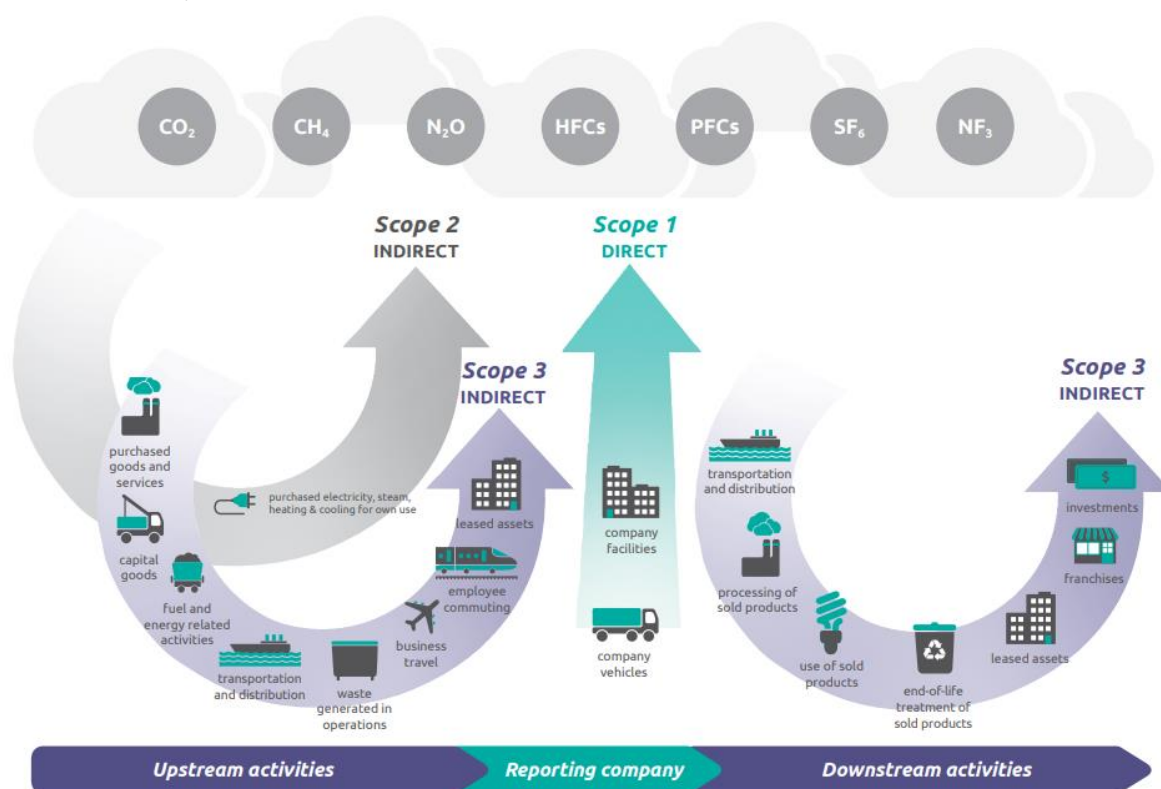 CO₂
CH₄
N₂O
HFCs
PFCs
SF₆
NF₃
Scope 2
INDIRECT
Scope 1
DIRECT
Scope 3
INDIRECT
Scope 3
INDIRECT
purchased
goods and
services
capital
goods
fuel and
energy related
activities
purchased electricity, steam,
heating & cooling for own use
transportation
and distribution
waste
generated in
operations
business
travel
employee
commuting
leased assets
company
facilities
company
vehicles
transportation
and distribution
processing of
sold products
use of sold
products
end-of-life
treatment of
sold products
leased assets
franchises
$
investments
Upstream activities
Reporting company
Downstream activities